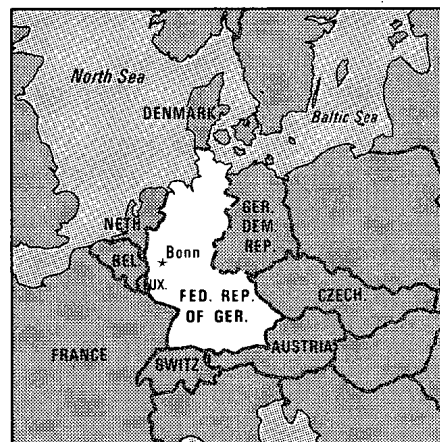 North Sea
DENMARK
Baltic Sea
NETH.
GER.
DEM.
REP.
BEL.
Bonn
LUX.
FED. REP.
OF GER.
CZECH.
FRANCE
SWITZ.
AUSTRIA